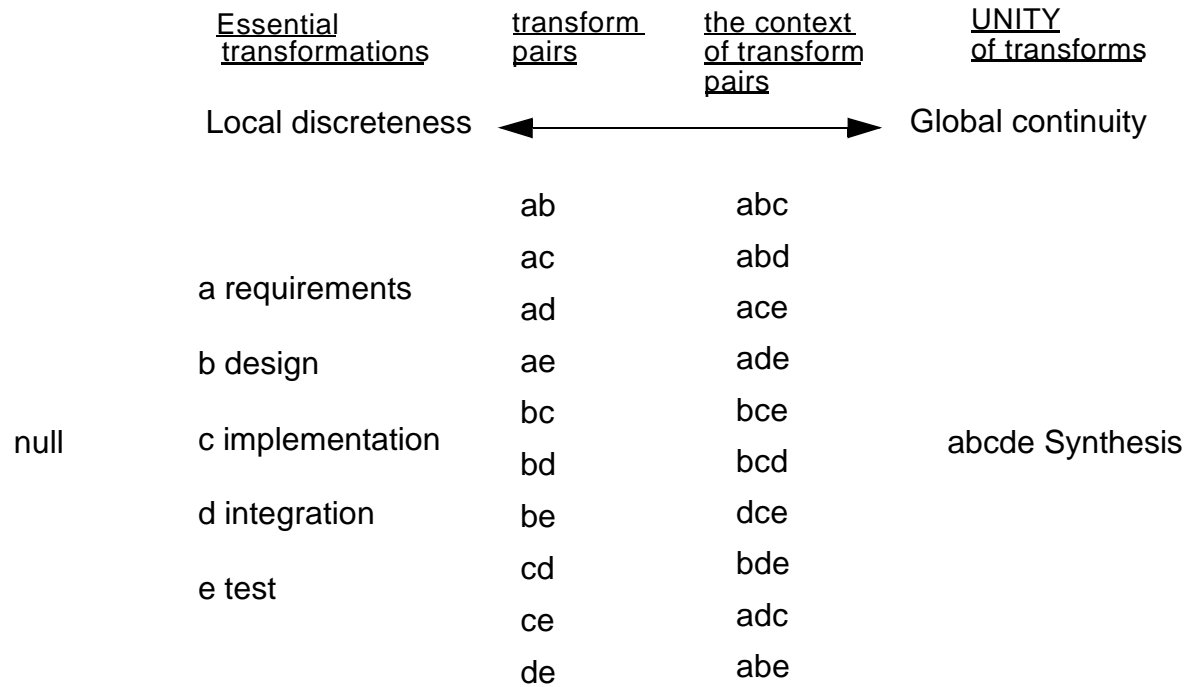 Essential
transformations
transform
pairs
the context
of transform
pairs
UNITY
of transforms
Local discreteness
Global continuity
null
a requirements
b design
c implementation
d integration
e test
ab
ac
ad
ae
bc
bd
be
cd
ce
de
abc
abd
ace
ade
bce
bcd
dce
bde
adc
abe
abcde Synthesis